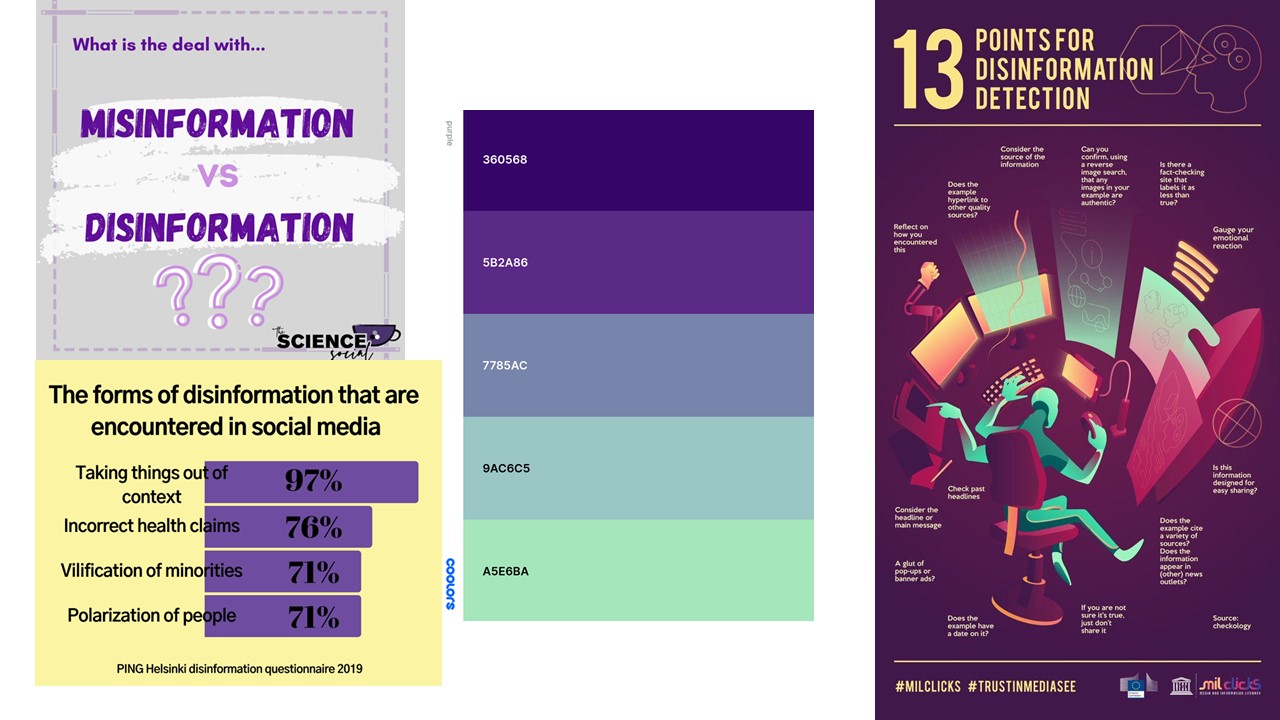 What is the deal with...
MISINFORMATION
VS
DISINFORMATION
???
the
SCIENCE
social
The forms of disinformation that are
encountered in social media
Taking things out of
context
97%
Incorrect health claims
76%
Vilification of minorities
71%
Polarization of people
71%
PING Helsinki disinformation questionnaire 2019
purple
360568
5B2A86
7785AC
9AC6C5
A5E6BA
coolors
13
POINTS FOR
DISINFORMATION
DETECTION
Consider the
source of the
information
Can you
confirm, using
a reverse
image search,
that any
images in your
example are
authentic?
Is there a
fact-checking
site that
labels it as
less than
true?
Does the
example
hyperlink to
other quality
sources?
Reflect on
how you
encountered
this
Gauge your
emotional
reaction
Check past
headlines
Consider the
headline or
main message
Is this
information
designed for
easy sharing?
Does the
example cite
a variety of
sources?
Does the
information
appear in
(other) news
outlets?
A glut of
pop-ups or
banner ads?
Does the
example have
a date on it?
If you are
not sure it's true,
just don't
share it
Source:
checkology
#MILCLICKS #TRUSTINMEDIASEE
mil clicks
MEDIA AND INFORMATION LITERACY